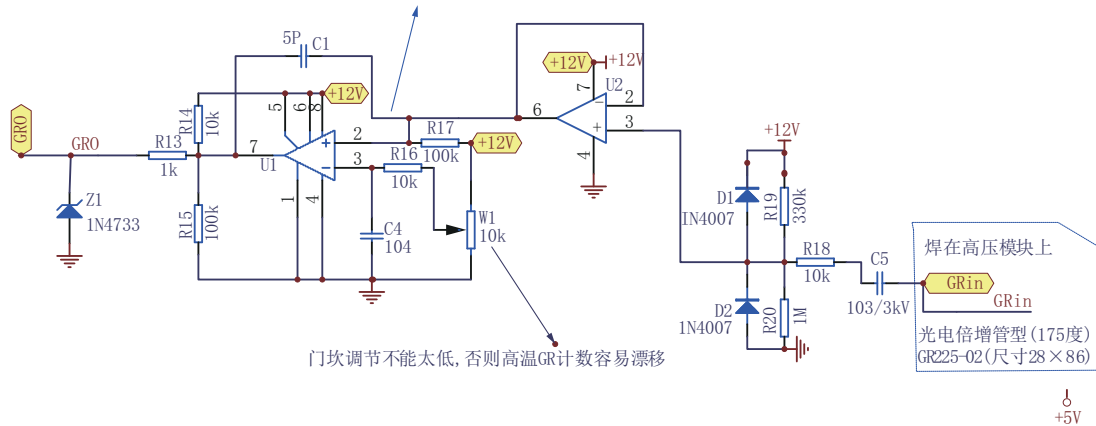 5P
C1
+12V
+12V
7
U2
2
6
3
4
GRO
GRO
R14
10k
5
6
8
+12V
R13
1k
7
U1
2
3
R17
100k
+12V
R16
10k
Z1
1N4733
R15
100k
1
4
C4
104
W1
10k
+12V
D1
IN4007
R19
330k
R18
10k
C5
103/3kV
D2
1N4007
R20
1M
焊在高压模块上
GRin
GRin
光电倍增管型(175度)
GR225-02(尺寸28×86)
门坎调节不能太低,否则高温GR计数容易漂移
+5V